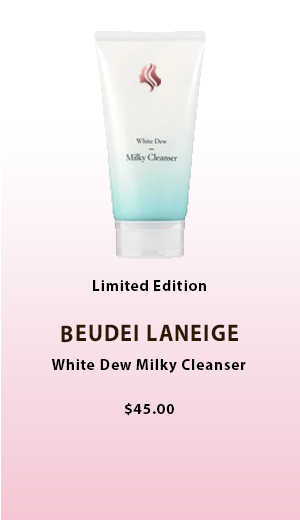 White Dew
Milky Cleanser
Limited Edition
BEUDEI LANEIGE
White Dew Milky Cleanser
$45.00